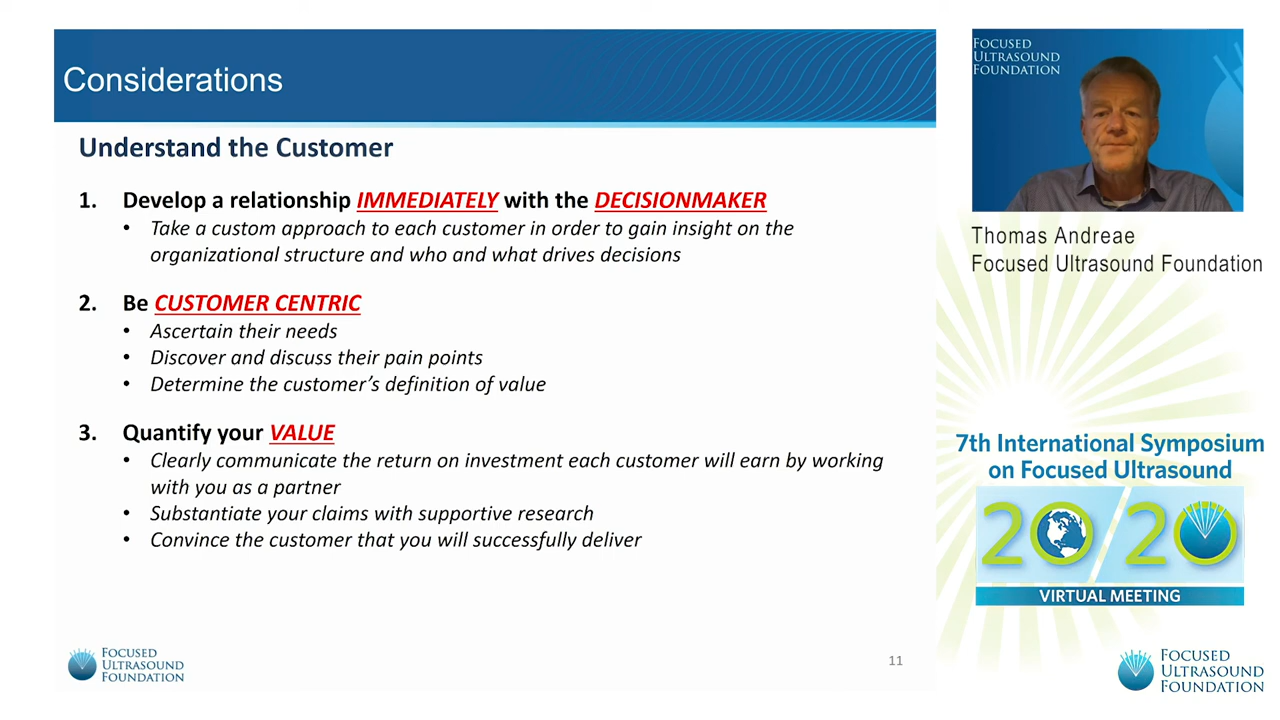 Considerations
Understand the Customer
1. Develop a relationship IMMEDIATELY with the DECISIONMAKER
• Take a custom approach to each customer in order to gain insight on the
organizational structure and who and what drives decisions
2. Be CUSTOMER CENTRIC
• Ascertain their needs
• Discover and discuss their pain points
• Determine the customer's definition of value
3. Quantify your VALUE
• Clearly communicate the return on investment each customer will earn by working
with you as a partner
• Substantiate your claims with supportive research
• Convince the customer that you will successfully deliver
FOCUSED
ULTRASOUND
FOUNDATION
11
FOCUSED
ULTRASOUND
FOUNDATION
Thomas Andreae
Focused Ultrasound Foundation
7th International Symposium
on Focused Ultrasound
20/20
VIRTUAL MEETING
FOCUSED
ULTRASOUND
FOUNDATION